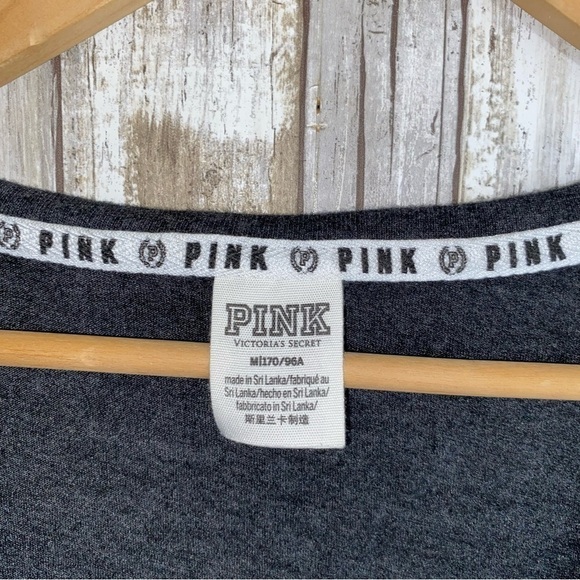 P PINK P PINK P PINK P PINK
PINK
VICTORIA'S SECRET
M|170/96A
made in Sri Lanka/fabriqué au
Sri Lanka/hecho en Sri Lanka/
fabbricato in Sri Lanka/
斯里兰卡制造